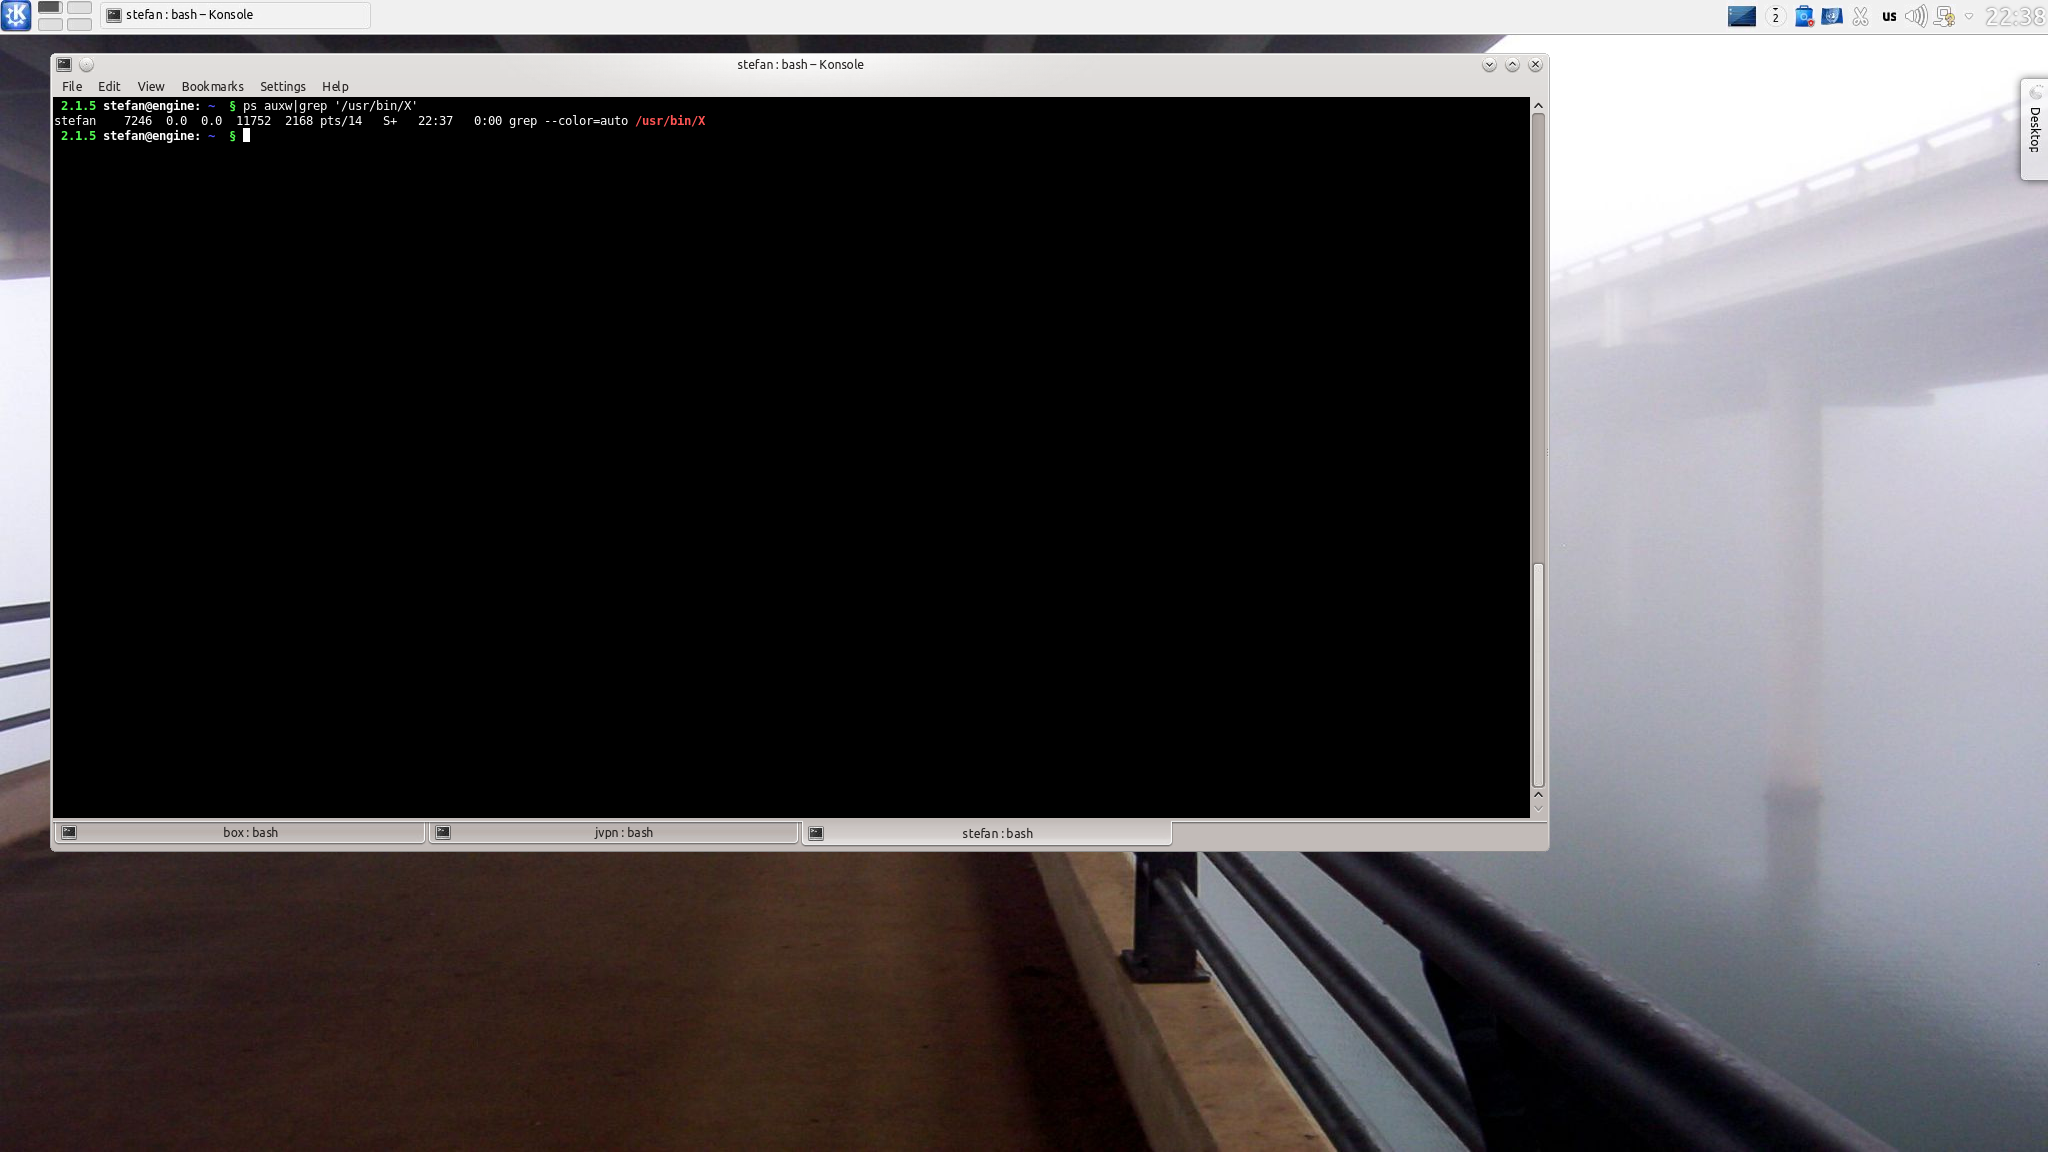 stefan : bash – Konsole
2
us
22:38
stefan : bash – Konsole
File Edit View Bookmarks Settings Help
2.1.5 stefan@engine: ~ § ps auxw|grep '/usr/bin/X'
stefan 7246 0.0 0.0 11752 2168 pts/14 S+ 22:37 0:00 grep --color=auto /usr/bin/X
2.1.5 stefan@engine: ~ §
box : bash
jvpn : bash
stefan : bash
Desktop